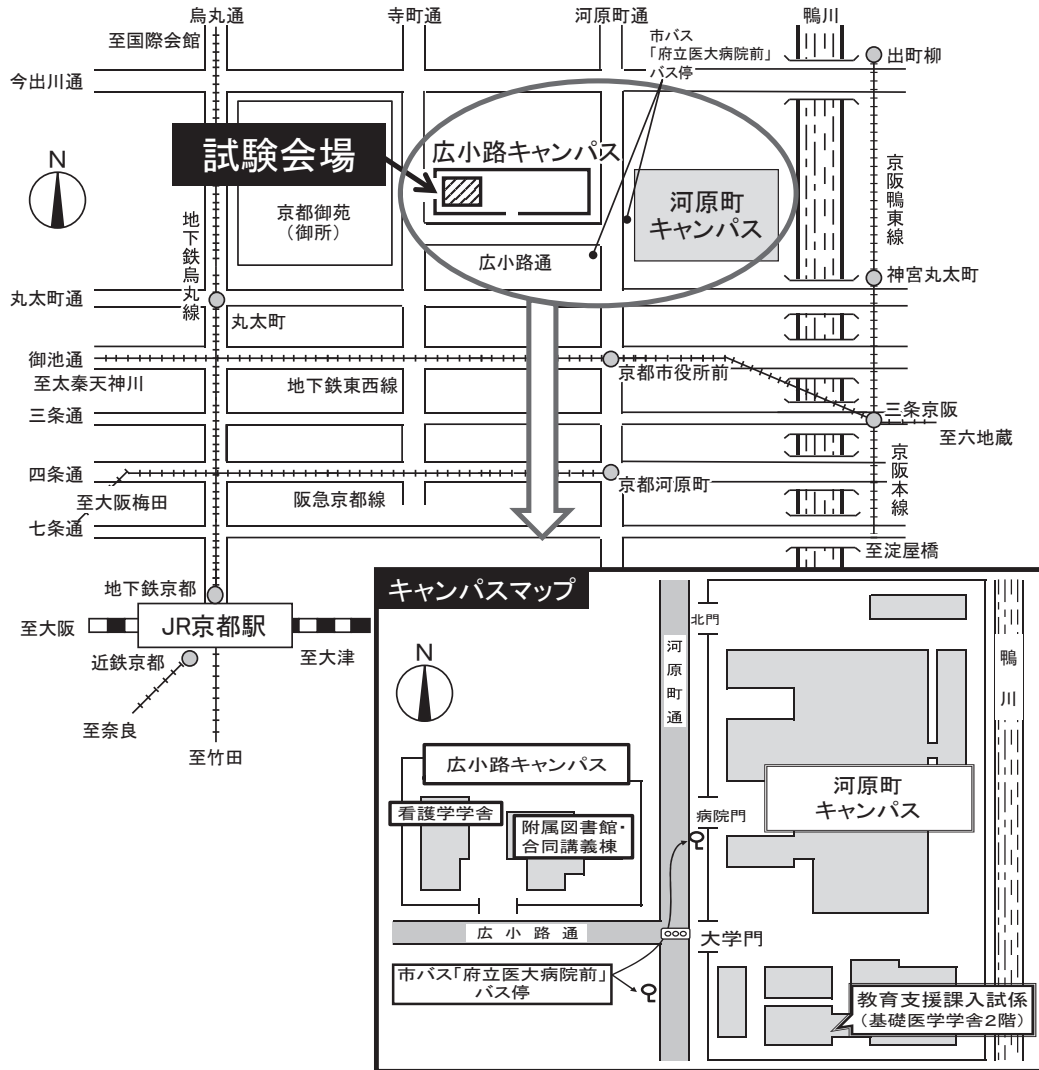 烏丸通
寺町通
河原町通
鴨川
至国際会館
市バス
「府立医大病院前」
バス停
出町柳
今出川通
試験会場
広小路キャンパス
N
京都御苑
（御所）
河原町
キャンパス
京阪鴨東線
地下鉄烏丸線
広小路通
神宮丸太町
丸太町通
丸太町
御池通
京都市役所前
至太秦天神川
地下鉄東西線
三条通
三条京阪
至六地蔵
四条通
京都河原町
京阪本線
至大阪梅田
阪急京都線
七条通
至淀屋橋
地下鉄京都
至大阪
JR京都駅
近鉄京都
至大津
至奈良
至竹田
キャンパスマップ
北門
河原町通
鴨川
N
広小路キャンパス
河原町
キャンパス
看護学学舎
病院門
附属図書館・
合同講義棟
広小路通
大学門
市バス「府立医大病院前」
バス停
教育支援課入試係
（基礎医学学舎2階）